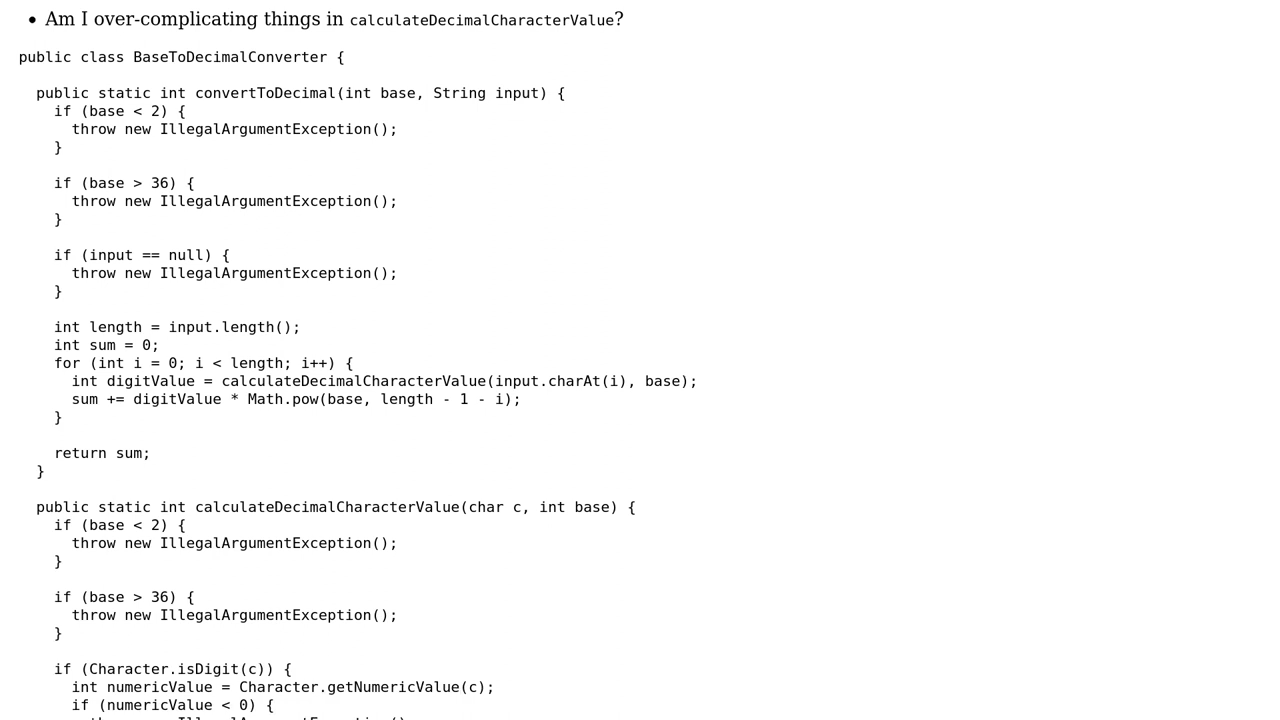 • Am I over-complicating things in calculateDecimalCharacterValue?
public class BaseToDecimalConverter {
public static int convertToDecimal(int base, String input) {
if (base < 2) {
throw new IllegalArgumentException();
}
if (base > 36) {
throw new IllegalArgumentException();
}
if (input == null) {
throw new IllegalArgumentException();
}
int length = input.length();
int sum = 0;
for (int i = 0; i < length; i++) {
int digitValue = calculateDecimalCharacterValue(input.charAt(i), base);
sum += digitValue * Math.pow(base, length - 1 - i);
}
return sum;
}
public static int calculateDecimalCharacterValue(char c, int base) {
if (base < 2) {
throw new IllegalArgumentException();
}
if (base > 36) {
throw new IllegalArgumentException();
}
if (Character.isDigit(c)) {
int numericValue = Character.getNumericValue(c);
if (numericValue < 0) {